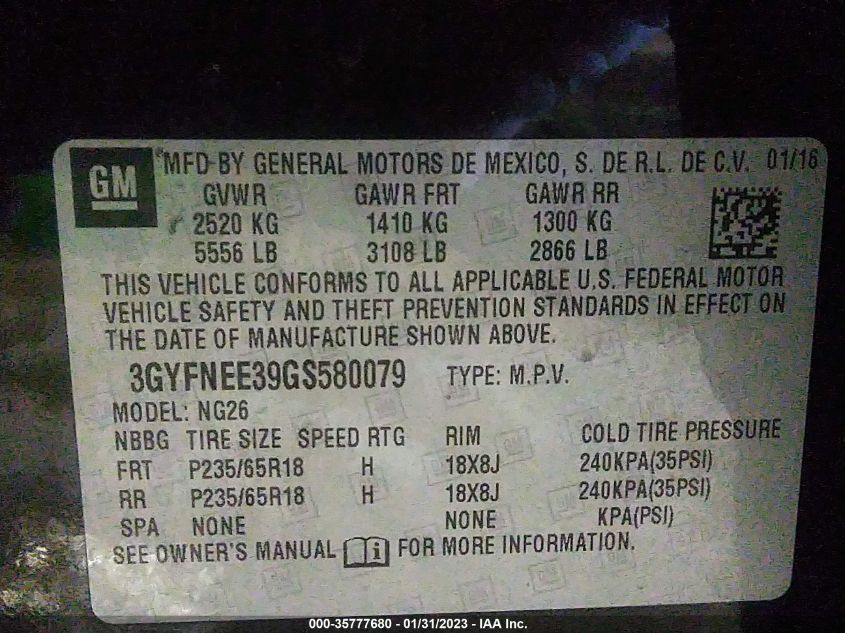 GM MFD BY GENERAL MOTORS DE MEXICO, S. DE R.L. DE C.V. 01/16
GVWR GAWR FRT GAWR RR
2520 KG 1410 KG 1300 KG
5556 LB 3108 LB 2866 LB
THIS VEHICLE CONFORMS TO ALL APPLICABLE U.S. FEDERAL MOTOR
VEHICLE SAFETY AND THEFT PREVENTION STANDARDS IN EFFECT ON
THE DATE OF MANUFACTURE SHOWN ABOVE.
3GYFNEE39GS580079 TYPE: M.P.V.
MODEL: NG26
NBBG TIRE SIZE SPEED RTG RIM COLD TIRE PRESSURE
FRT P235/65R18 H 18X8J 240KPA(35PSI)
RR P235/65R18 H 18X8J 240KPA(35PSI)
SPA NONE NONE KPA(PSI)
SEE OWNER'S MANUAL FOR MORE INFORMATION.
000-35777680 - 01/31/2023 - IAA Inc.